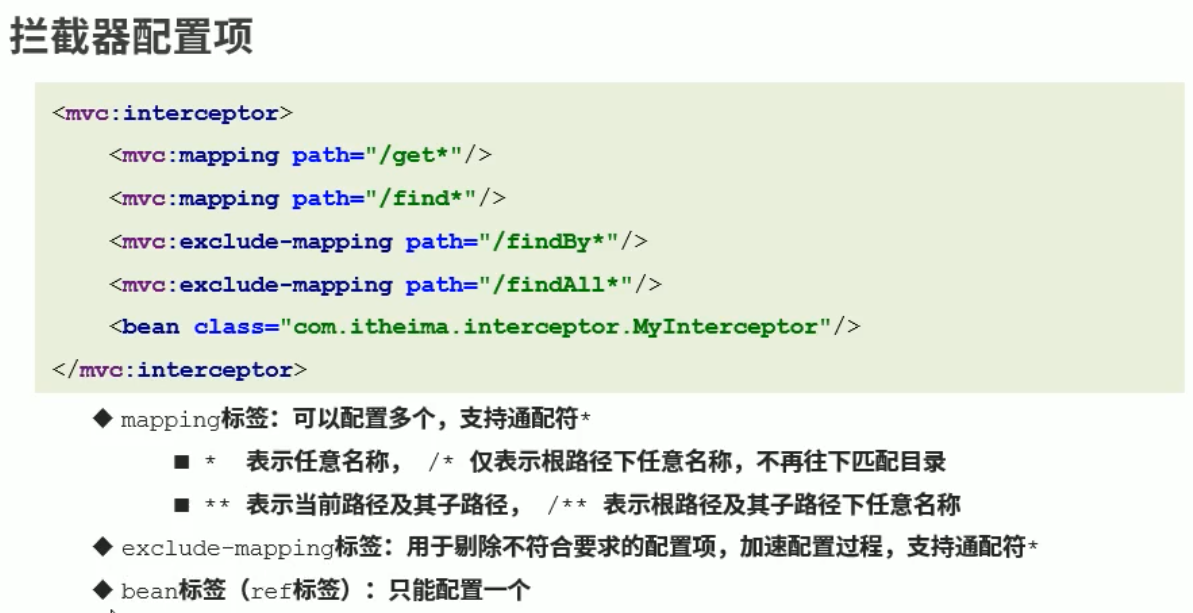 拦截器配置项
<mvc:interceptor>
<mvc:mapping path="/get*"/>
<mvc:mapping path="/find*"/>
<mvc:exclude-mapping path="/findBy*"/>
<mvc:exclude-mapping path="/findAll*"/>
<bean class="com.itheima.interceptor.MyInterceptor"/>
</mvc:interceptor>
◆ mapping标签：可以配置多个，支持通配符*
■ * 表示任意名称， /* 仅表示根路径下任意名称，不再往下匹配目录
■ ** 表示当前路径及其子路径， /** 表示根路径及其子路径下任意名称
◆ exclude-mapping标签：用于剔除不符合要求的配置项，加速配置过程，支持通配符*
◆ bean标签（ref标签）：只能配置一个